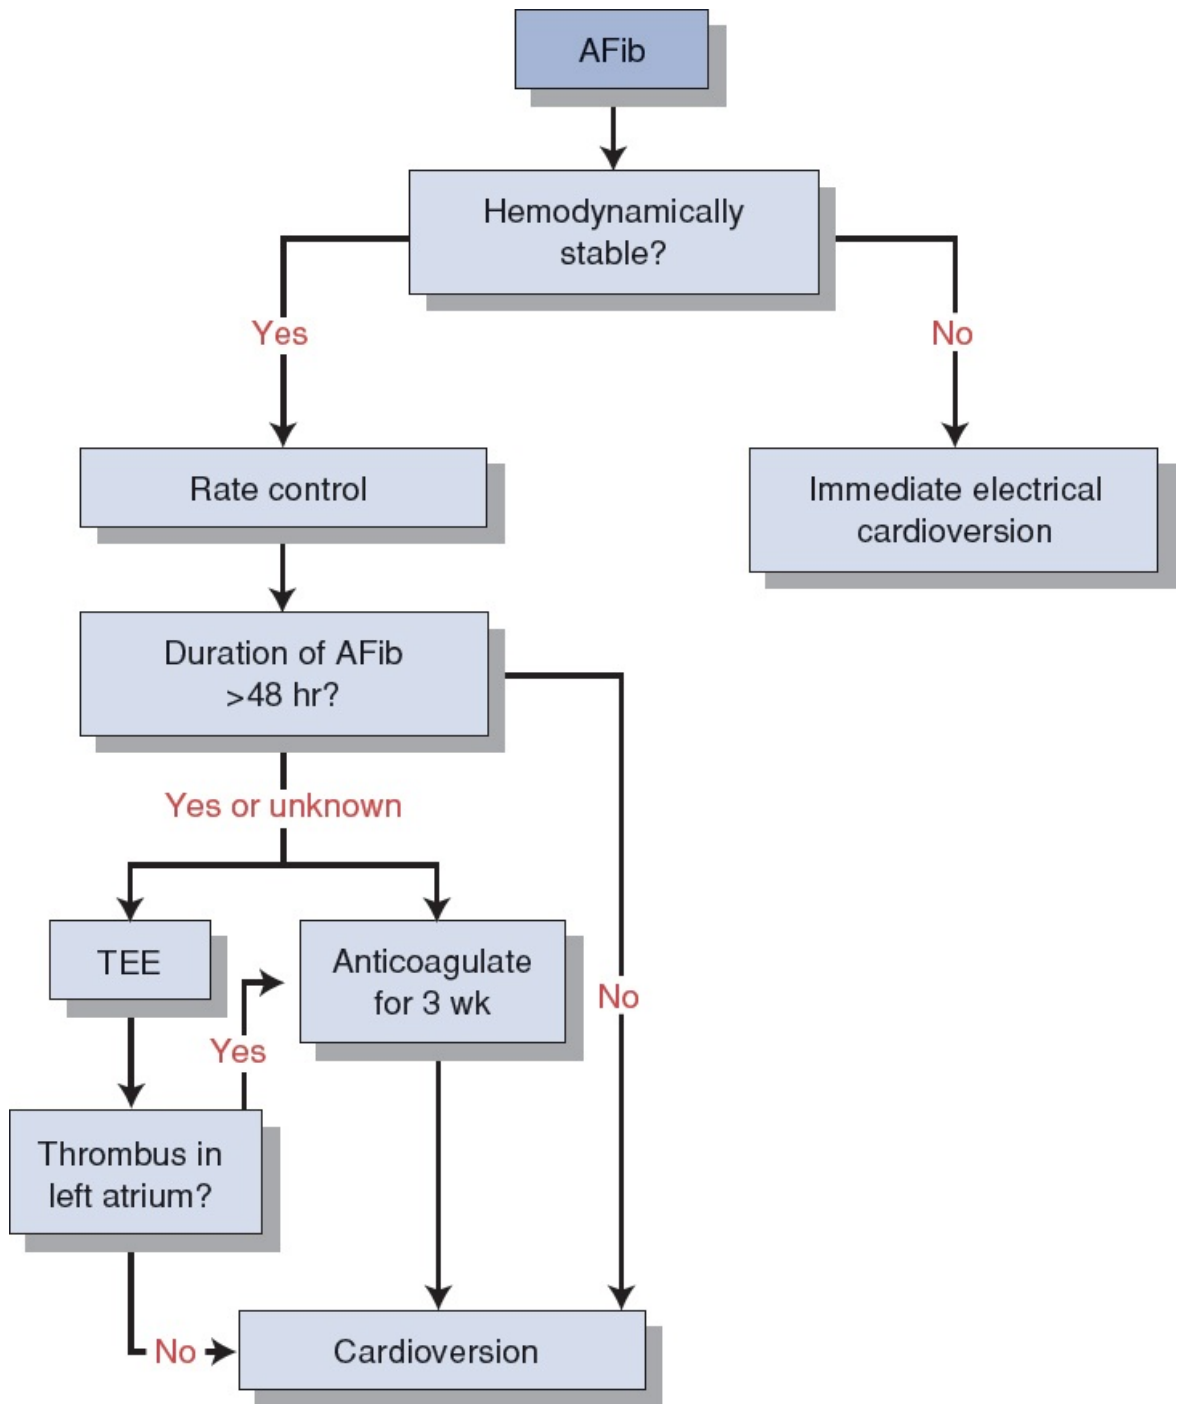 AFib
Hemodynamically
stable?
Yes
No
Rate control
Immediate electrical
cardioversion
Duration of AFib
>48 hr?
Yes or unknown
TEE
Anticoagulate
for 3 wk
No
Yes
Thrombus in
left atrium?
No
Cardioversion